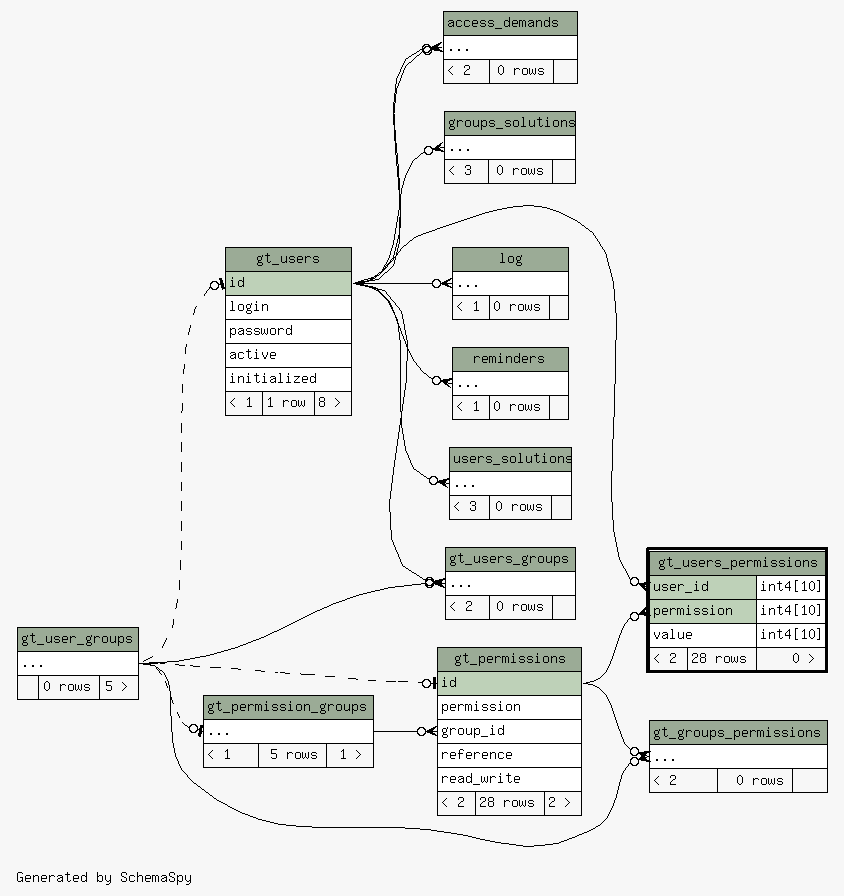 access_demands
...
< 2 0 rows
groups_solutions
...
< 3 0 rows
gt_users
id
login
password
active
initialized
< 1 1 row 8 >
log
...
< 1 0 rows
reminders
...
< 1 0 rows
users_solutions
...
< 3 0 rows
gt_users_groups
...
< 2 0 rows
gt_users_permissions
user_id int4[10]
permission int4[10]
value int4[10]
< 2 28 rows 0 >
gt_user_groups
...
0 rows 5 >
gt_permissions
id
permission
group_id
reference
read_write
< 2 28 rows 2 >
gt_permission_groups
...
< 1 5 rows 1 >
gt_groups_permissions
...
< 2 0 rows
Generated by SchemaSpy